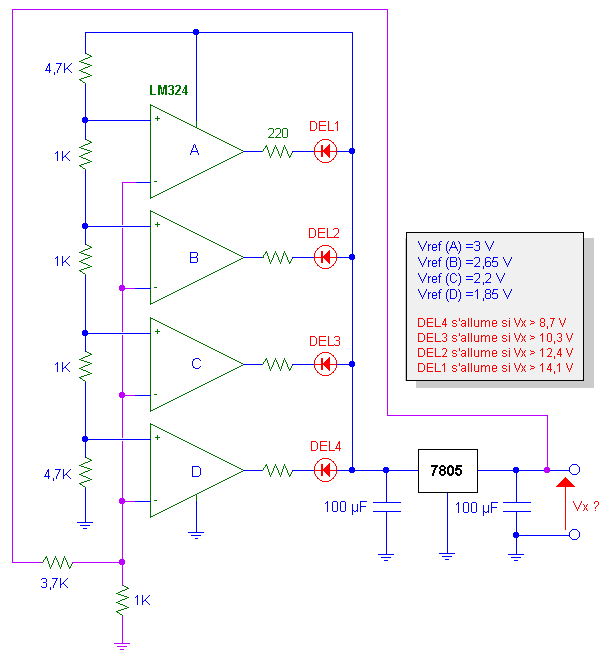 4,7K
LM324
+
A
-
220
DEL1
1K
+
B
-
DEL2
1K
+
C
-
DEL3
1K
+
D
-
DEL4
4,7K
Vref (A) =3 V
Vref (B) =2,65 V
Vref (C) =2,2 V
Vref (D) =1,85 V
DEL4 s'allume si Vx > 8,7 V
DEL3 s'allume si Vx > 10,3 V
DEL2 s'allume si Vx > 12,4 V
DEL1 s'allume si Vx > 14,1 V
7805
100 µF
100 µF
Vx ?
3,7K
1K